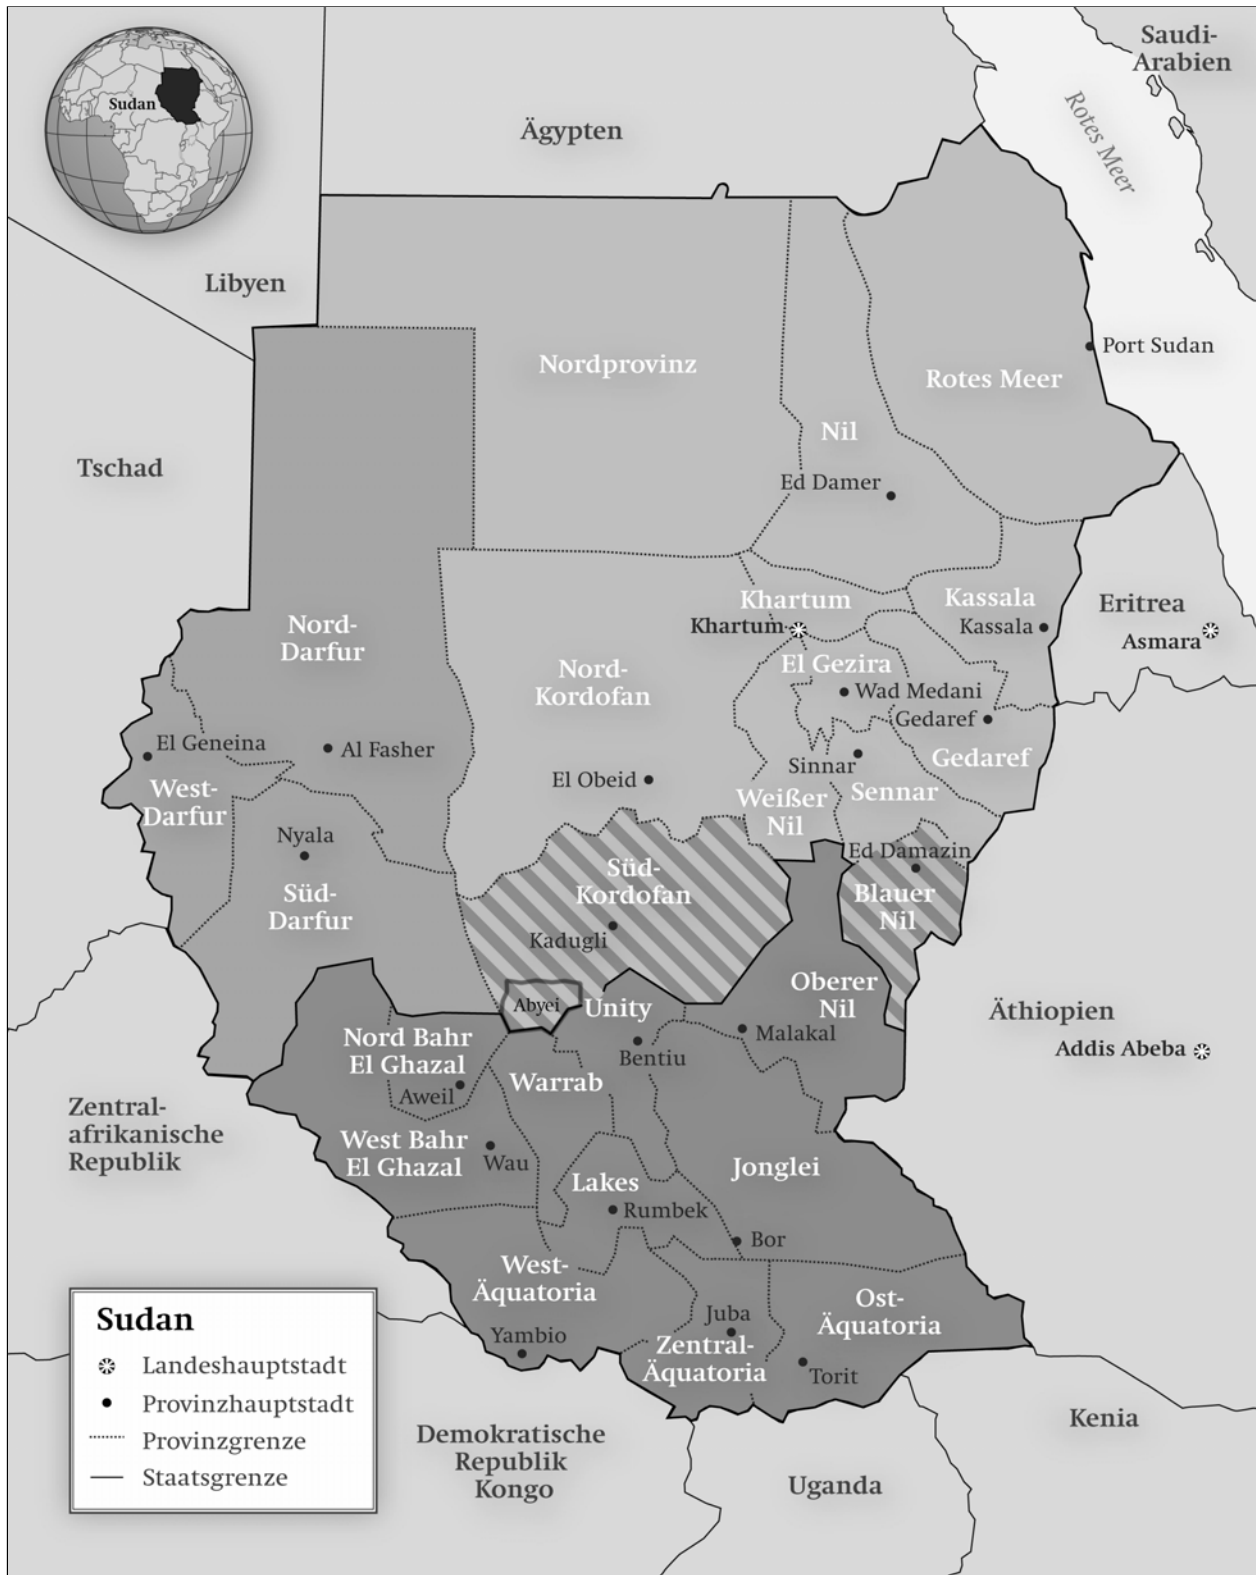 Saudi-
Arabien
Sudan
Rotes Meer
Ägypten
Libyen
Port Sudan
Nordprovinz
Rotes Meer
Nil
Tschad
Ed Damer
Khartum
Kassala
Eritrea
Khartum
Kassala
Asmara
Nord-
Darfur
Nord-
Kordofan
El Gezira
Wad Medani
Gedaref
El Geneina
Al Fasher
Sinnar
Gedaref
El Obeid
West-
Darfur
Weißer
Nil
Sennar
Nyala
Ed Damazin
Süd-
Kordofan
Süd-
Darfur
Blauer
Nil
Kadugli
Oberer
Nil
Abyei
Unity
Äthiopien
Malakal
Nord Bahr
El Ghazal
Bentiu
Addis Abeba
Warrab
Aweil
Zentral-
afrikanische
Republik
West Bahr
El Ghazal
Wau
Jonglei
Lakes
Rumbek
Bor
West-
Äquatoria
Ost-
Äquatoria
Juba
Yambio
Zentral-
Äquatoria
Torit
Sudan
Landeshauptstadt
Provinzhauptstadt
Provinzgrenze
Staatsgrenze
Demokratische
Republik
Kongo
Kenia
Uganda